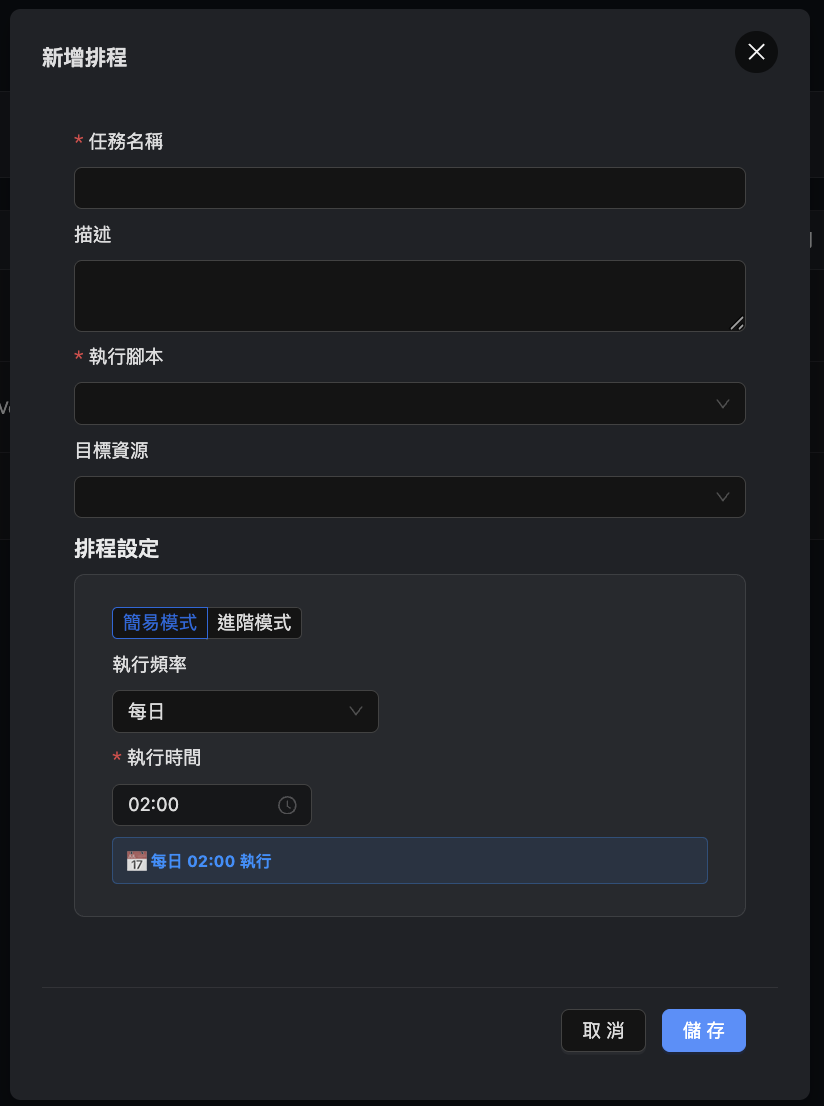 新增排程
* 任務名稱
描述
* 執行腳本
目標資源
排程設定
簡易模式 進階模式
執行頻率
每日
* 執行時間
02:00
17 每日 02:00 執行
取消 儲存